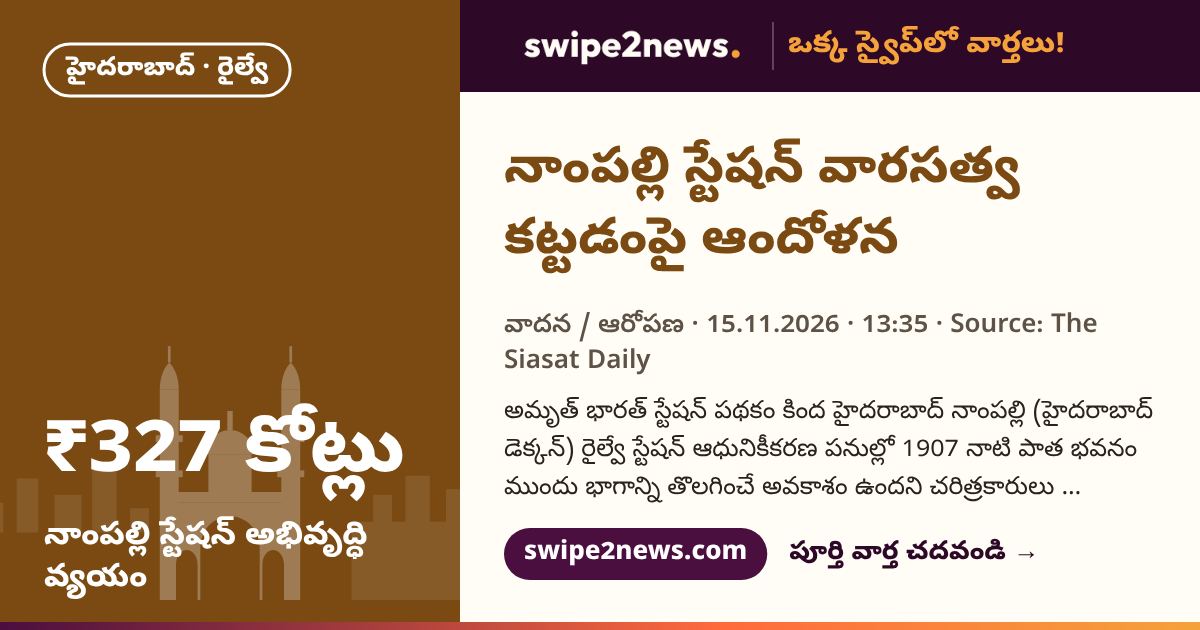 హైదరాబాద్ · రైల్వే
₹327 కోట్లు
నాంపల్లి స్టేషన్ అభివృద్ధి
వ్యయం
swipe2news.
ఒక్క స్వైప్‌లో వార్తలు!
నాంపల్లి స్టేషన్ వారసత్వ
కట్టడంపై ఆందోళన
వాదన / ఆరోపణ · 15.11.2026 · 13:35 · Source: The
Siasat Daily
అమృత్ భారత్ స్టేషన్ పథకం కింద హైదరాబాద్ నాంపల్లి (హైదరాబాద్
డెక్కన్) రైల్వే స్టేషన్ ఆధునికీకరణ పనుల్లో 1907 నాటి పాత భవనం
ముందు భాగాన్ని తొలగించే అవకాశం ఉందని చరిత్రకారులు ...
swipe2news.com
పూర్తి వార్త చదవండి →